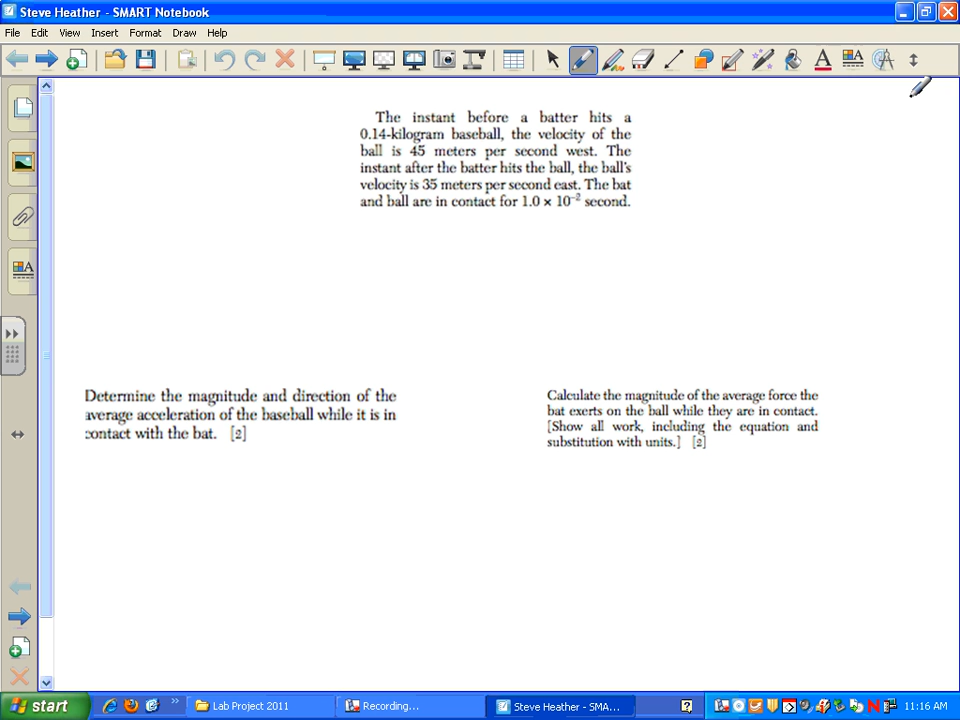 Steve Heather - SMART Notebook
File Edit View Insert Format Draw Help
The instant before a batter hits a
0.14-kilogram baseball, the velocity of the
ball is 45 meters per second west. The
instant after the batter hits the ball, the ball's
velocity is 35 meters per second east. The bat
and ball are in contact for 1.0 × 10⁻² second.
Determine the magnitude and direction of the
average acceleration of the baseball while it is in
contact with the bat. [2]
Calculate the magnitude of the average force the
bat exerts on the ball while they are in contact.
[Show all work, including the equation and
substitution with units.] [2]
start
Lab Project 2011
Recording...
Steve Heather - SMA...
11:16 AM